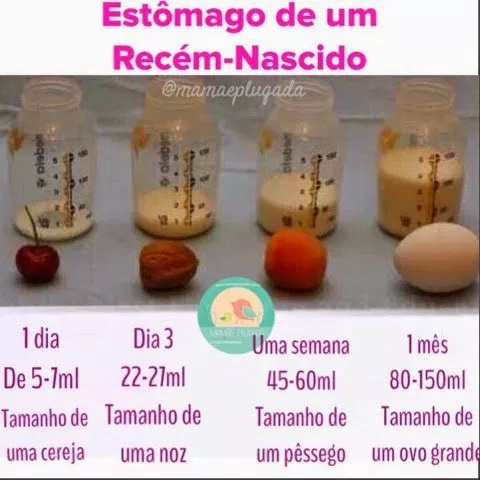 Estômago de um
Recém-Nascido
@mamaeplugada
1 dia
De 5-7ml
Tamanho de
uma cereja
Dia 3
22-27ml
Tamanho de
uma noz
Uma semana
45-60ml
Tamanho de
um pêssego
1 mês
80-150ml
Tamanho de
um ovo grande